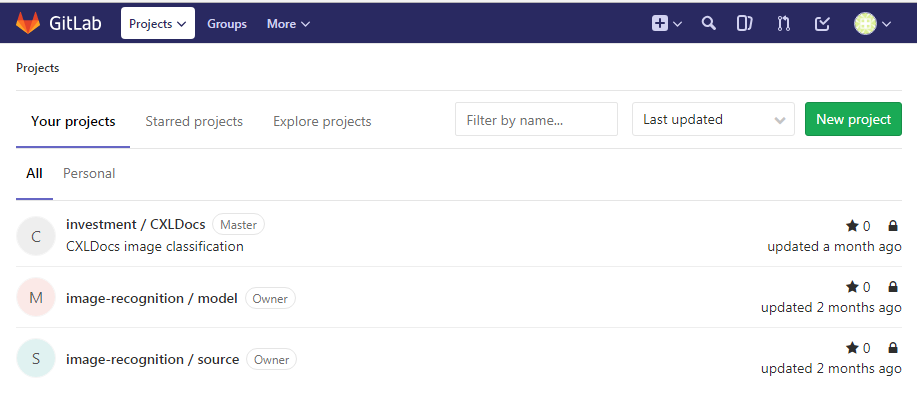 GitLab Projects Groups More
Projects
Your projects Starred projects Explore projects Filter by name... Last updated New project
All Personal
C investment / CXLDocs Master 0
CXLDocs image classification updated a month ago
M image-recognition / model Owner 0
updated 2 months ago
S image-recognition / source Owner 0
updated 2 months ago